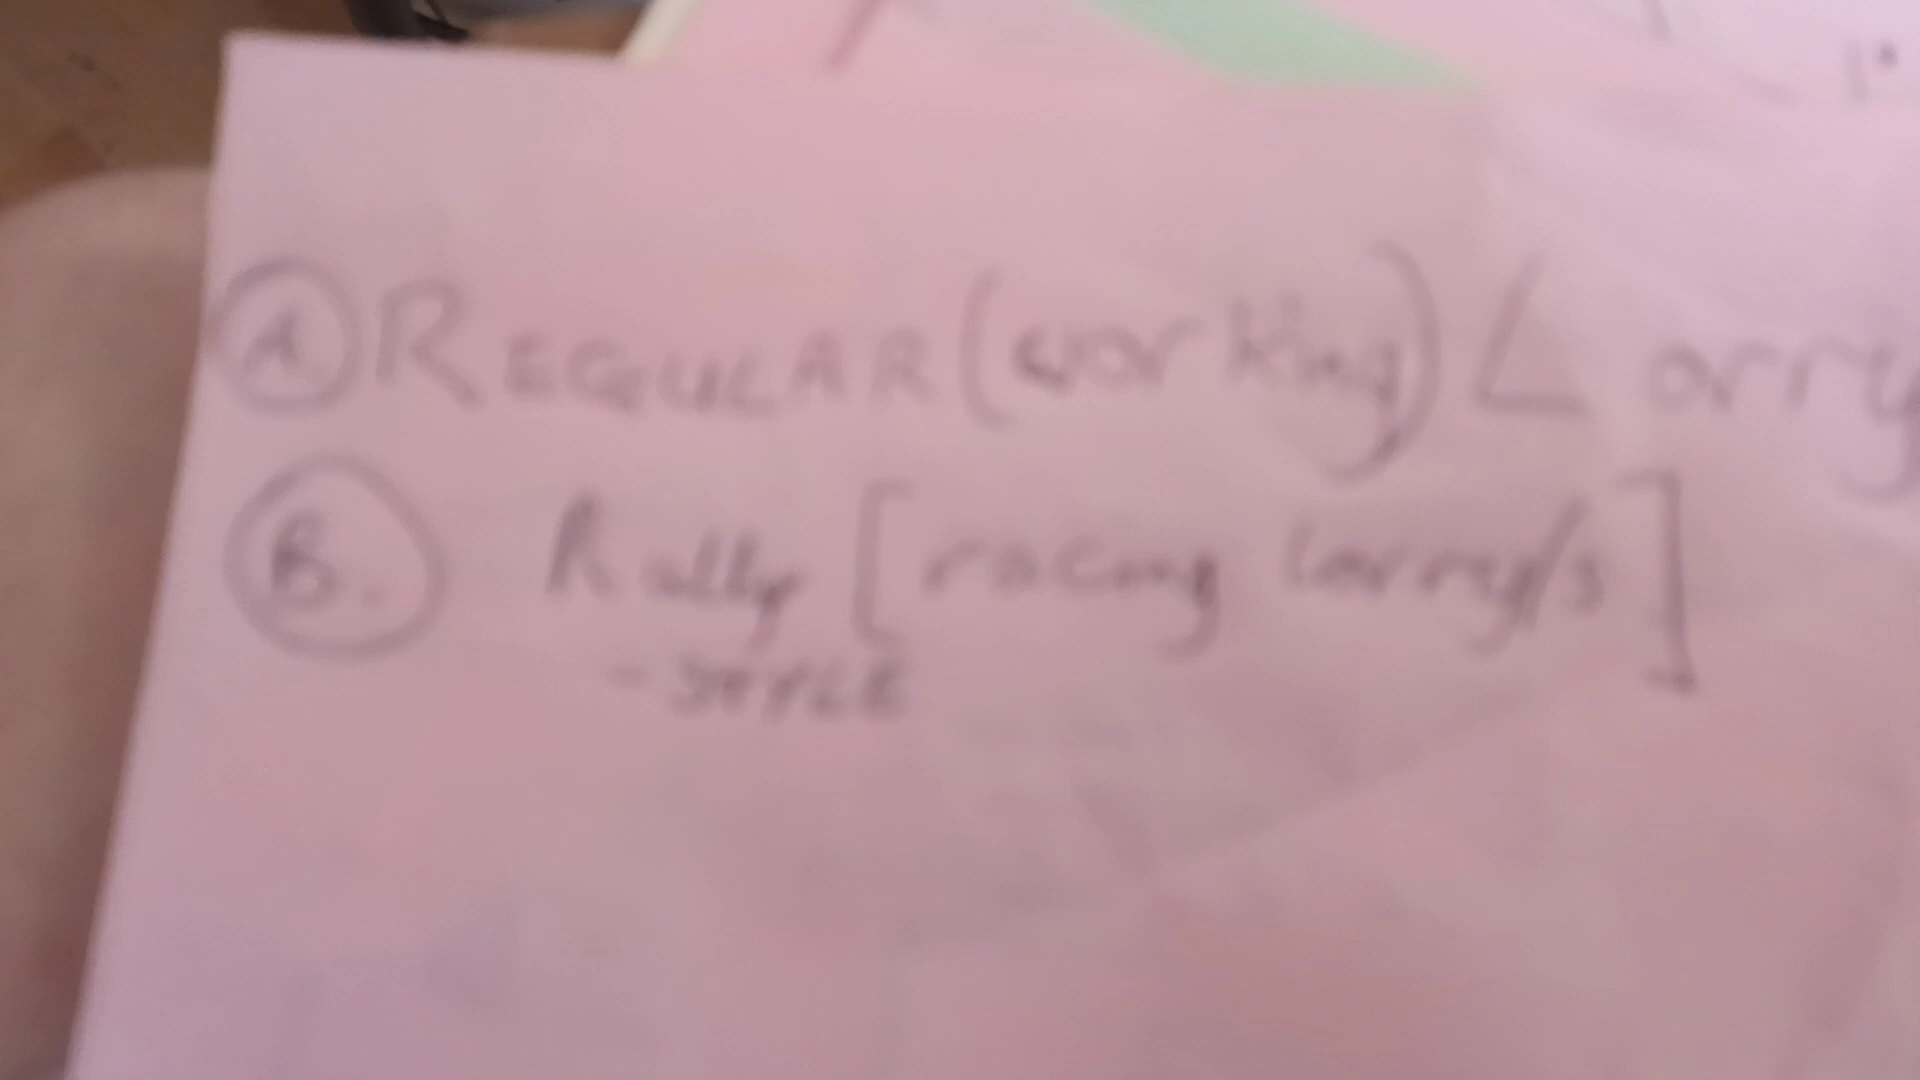 Ⓐ REGULAR (working) Lorry
Ⓑ. Rally [racing lorry/s]
-STYLE